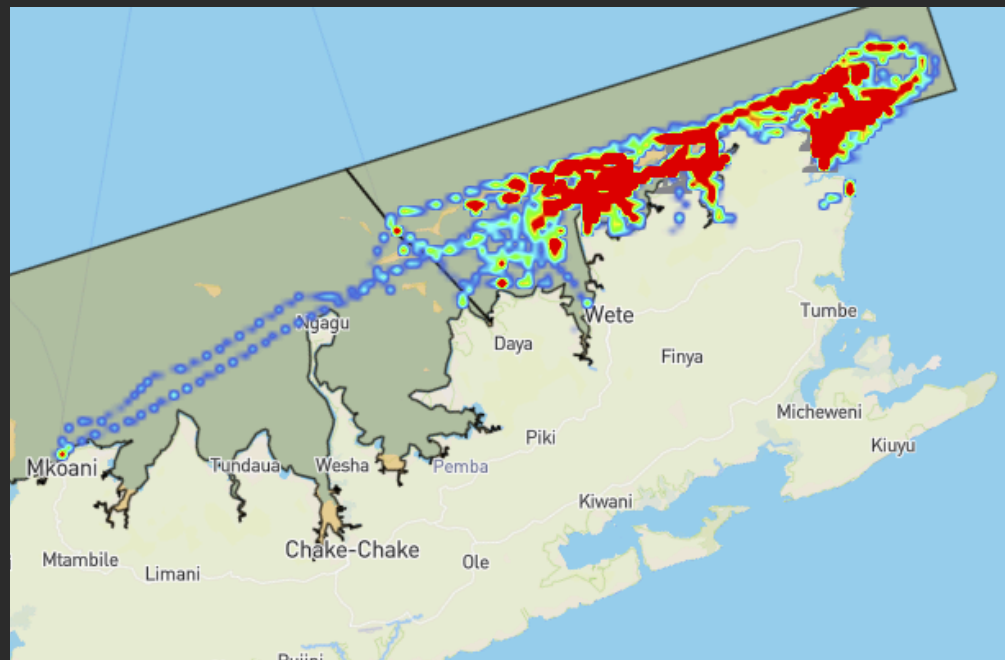 Ngagu
Wete
Tumbe
Daya
Finya
Micheweni
Piki
Kiuyu
Mkoani
Tundaua
Wesha
Pemba
Kiwani
Chake-Chake
Mtambile
Limani
Ole